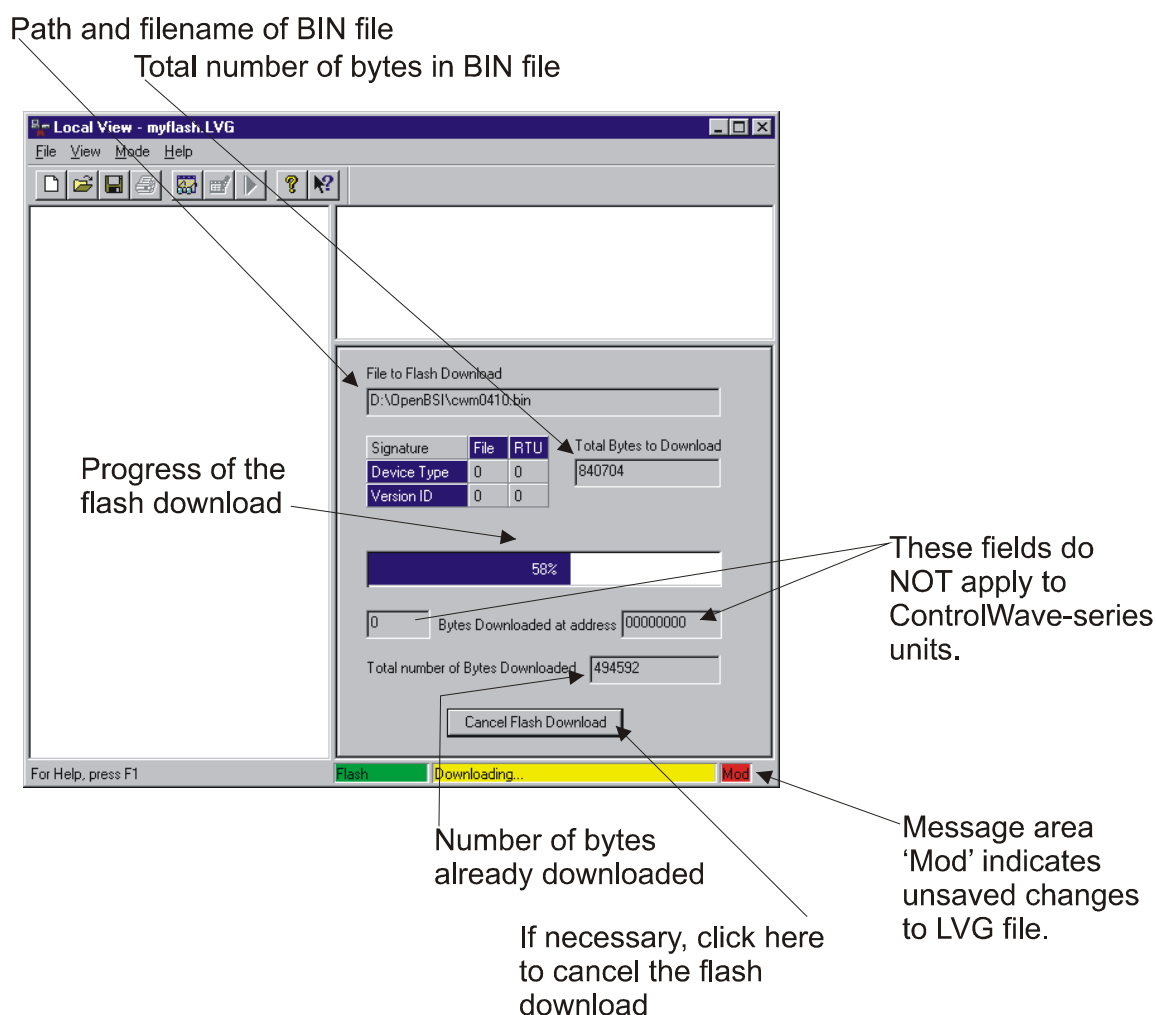 Path and filename of BIN file
Total number of bytes in BIN file
Local View - myflash.LVG
File View Mode Help
File to Flash Download
D:\OpenBSI\cwm0410.bin
Signature File RTU
Device Type 0 0
Version ID 0 0
Total Bytes to Download
840704
Progress of the
flash download
58%
These fields do
NOT apply to
ControlWave-series
units.
0 Bytes Downloaded at address 00000000
Total number of Bytes Downloaded 494592
Cancel Flash Download
For Help, press F1
Flash
Downloading...
Mod
Number of bytes
already downloaded
Message area
‘Mod’ indicates
unsaved changes
to LVG file.
If necessary, click here
to cancel the flash
download